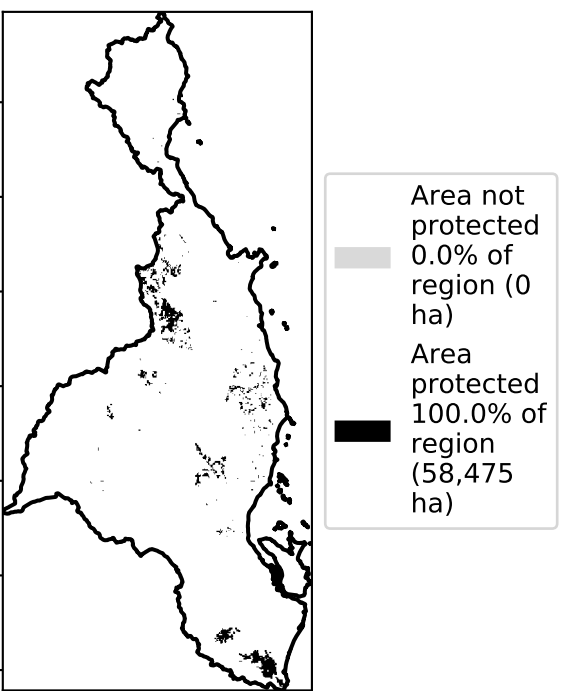 Area not
protected
0.0% of
region (0
ha)
Area
protected
100.0% of
region
(58,475
ha)